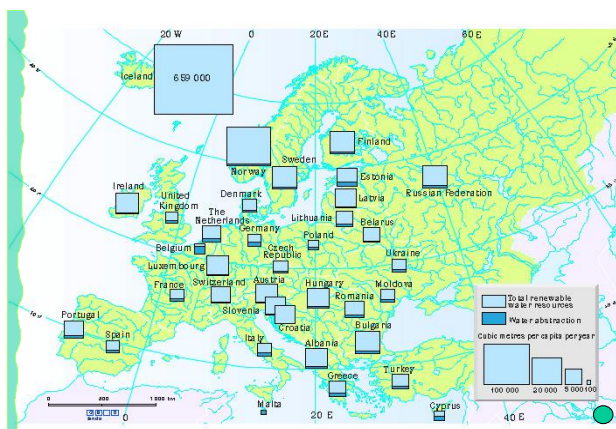 20 W
0
20 E
40 E
60 E
Iceland
659 000
Norway
Sweden
Finland
Estonia
Latvia
Lithuania
Russian Federation
Ireland
United
Kingdom
Denmark
The
Netherlands
Belgium
Germany
Poland
Belarus
Luxembourg
Czech
Republic
Ukraine
France
Switzerland
Austria
Slovenia
Croatia
Hungary
Romania
Moldova
Portugal
Spain
Italy
Bulgaria
Albania
Greece
Turkey
Malta
Cyprus
Total renewable
water resources
Water abstraction
Cubic metres per capita per year
100 000
20 000
5 000
100
0
500
1000 km
0
20 E
40 E